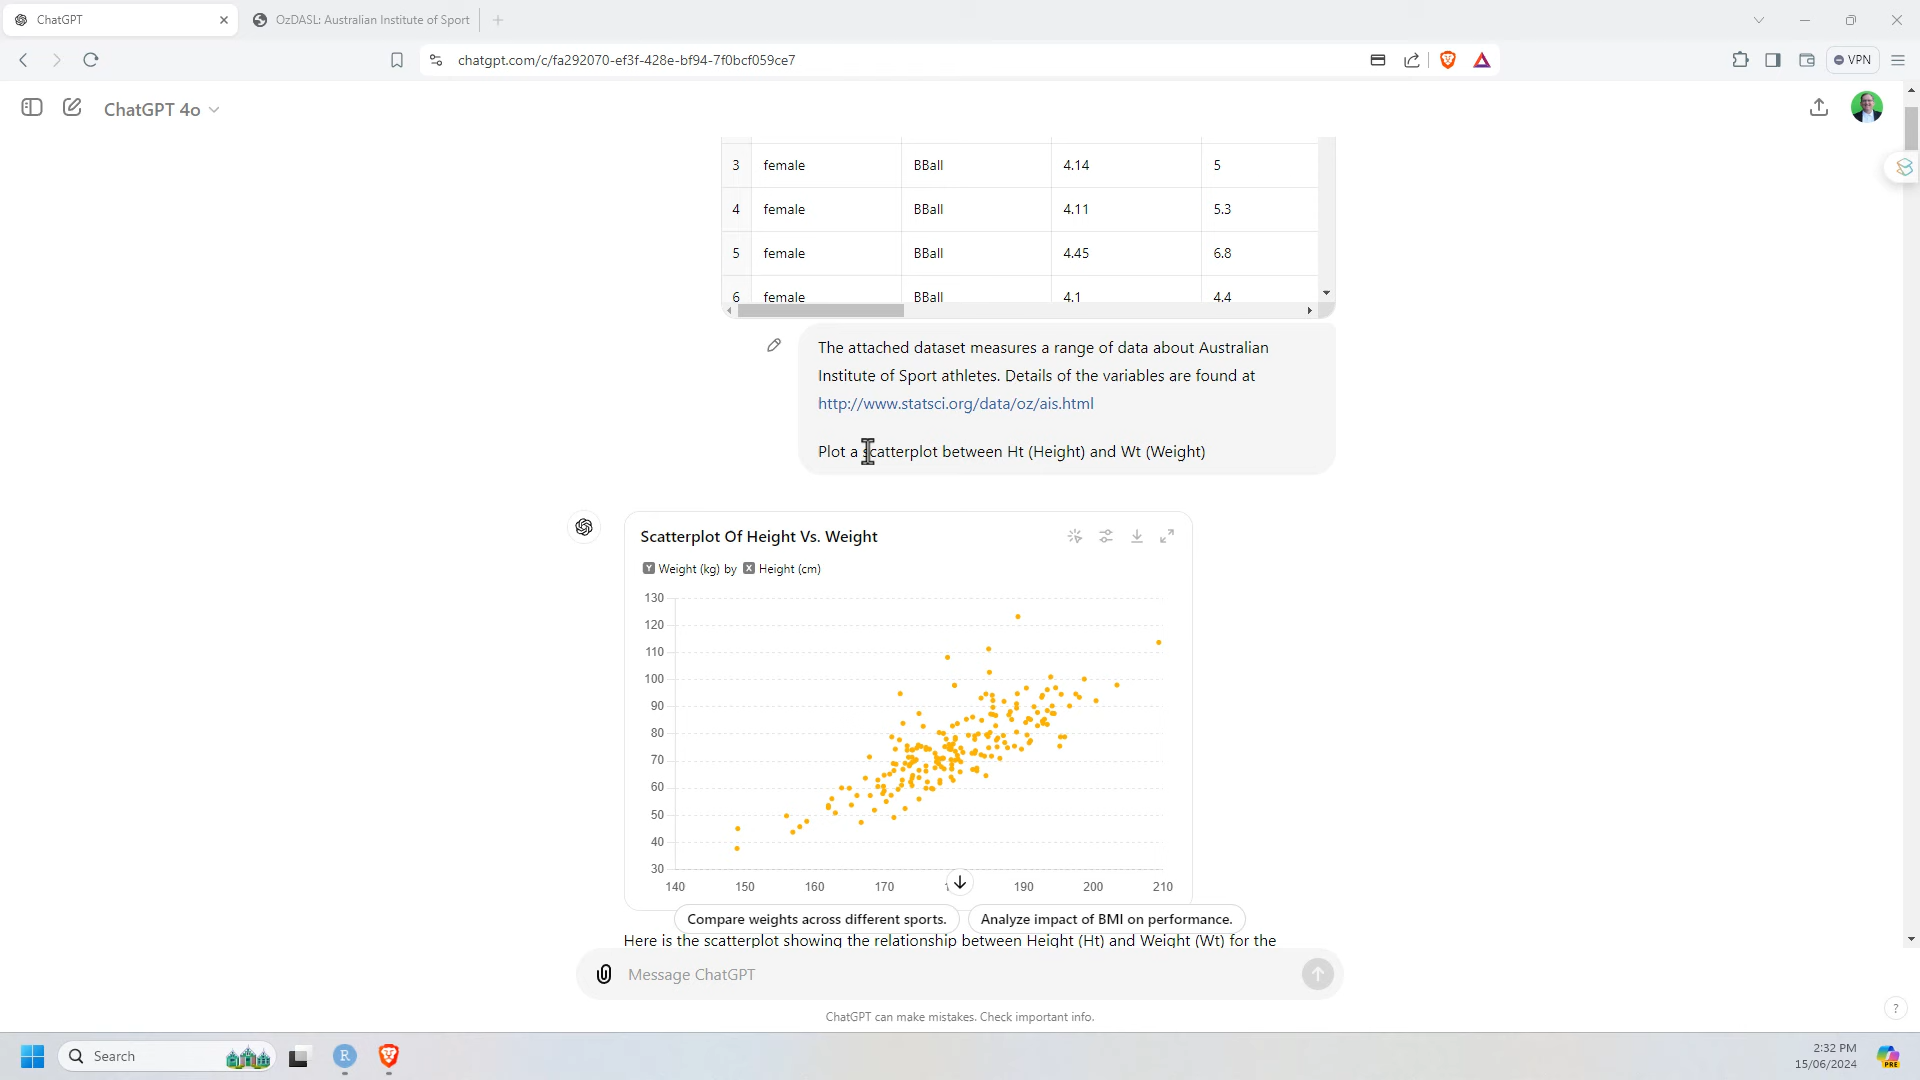 ChatGPT
OzDASL: Australian Institute of Sport
chatgpt.com/c/fa292070-ef3f-428e-bf94-7f0bcf059ce7
VPN
ChatGPT 4o
3 female BBall 4.14 5
4 female BBall 4.11 5.3
5 female BBall 4.45 6.8
6 female BBall 4.1 4.4
The attached dataset measures a range of data about Australian
Institute of Sport athletes. Details of the variables are found at
http://www.statsci.org/data/oz/ais.html
Plot a scatterplot between Ht (Height) and Wt (Weight)
Scatterplot Of Height Vs. Weight
Y Weight (kg) by X Height (cm)
130
120
110
100
90
80
70
60
50
40
30
140 150 160 170 190 200 210
Compare weights across different sports. Analyze impact of BMI on performance.
Here is the scatterplot showing the relationship between Height (Ht) and Weight (Wt) for the
Message ChatGPT
ChatGPT can make mistakes. Check important info.
?
Search
R
2:32 PM
15/06/2024
PRE